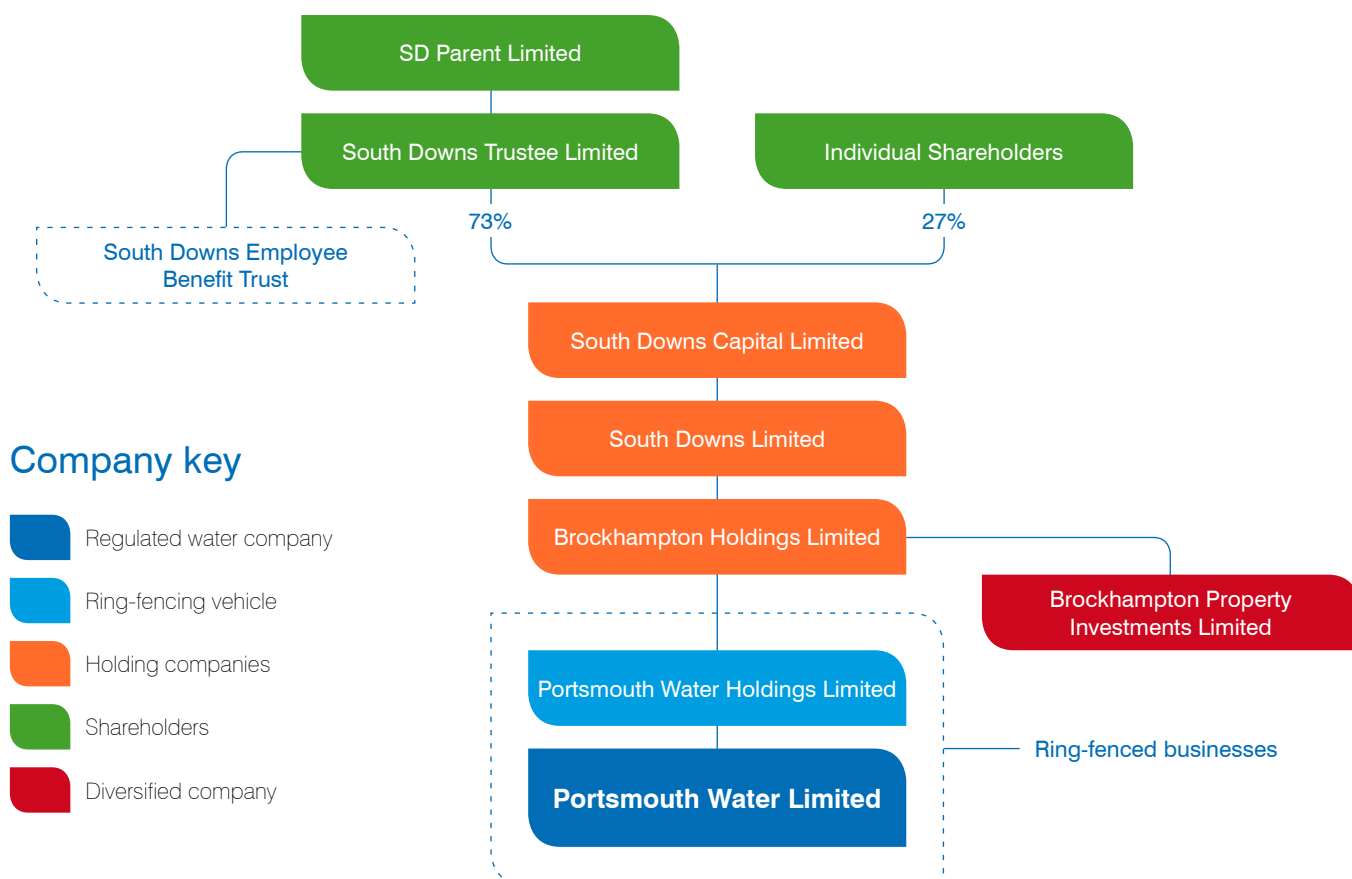 SD Parent Limited
South Downs Trustee Limited
Individual Shareholders
73%
27%
South Downs Employee
Benefit Trust
South Downs Capital Limited
South Downs Limited
Brockhampton Holdings Limited
Brockhampton Property
Investments Limited
Portsmouth Water Holdings Limited
Ring-fenced businesses
Portsmouth Water Limited
Company key
Regulated water company
Ring-fencing vehicle
Holding companies
Shareholders
Diversified company